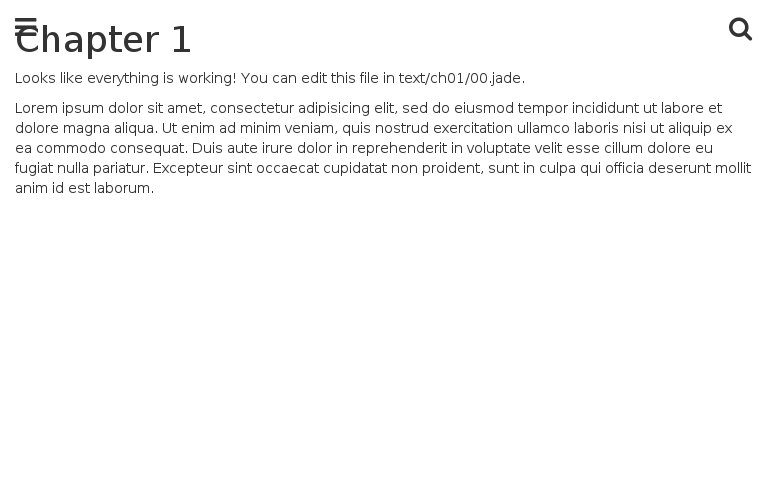 Chapter 1
Looks like everything is working! You can edit this file in text/ch01/00.jade.
Lorem ipsum dolor sit amet, consectetur adipisicing elit, sed do eiusmod tempor incididunt ut labore et
dolore magna aliqua. Ut enim ad minim veniam, quis nostrud exercitation ullamco laboris nisi ut aliquip ex
ea commodo consequat. Duis aute irure dolor in reprehenderit in voluptate velit esse cillum dolore eu
fugiat nulla pariatur. Excepteur sint occaecat cupidatat non proident, sunt in culpa qui officia deserunt mollit
anim id est laborum.